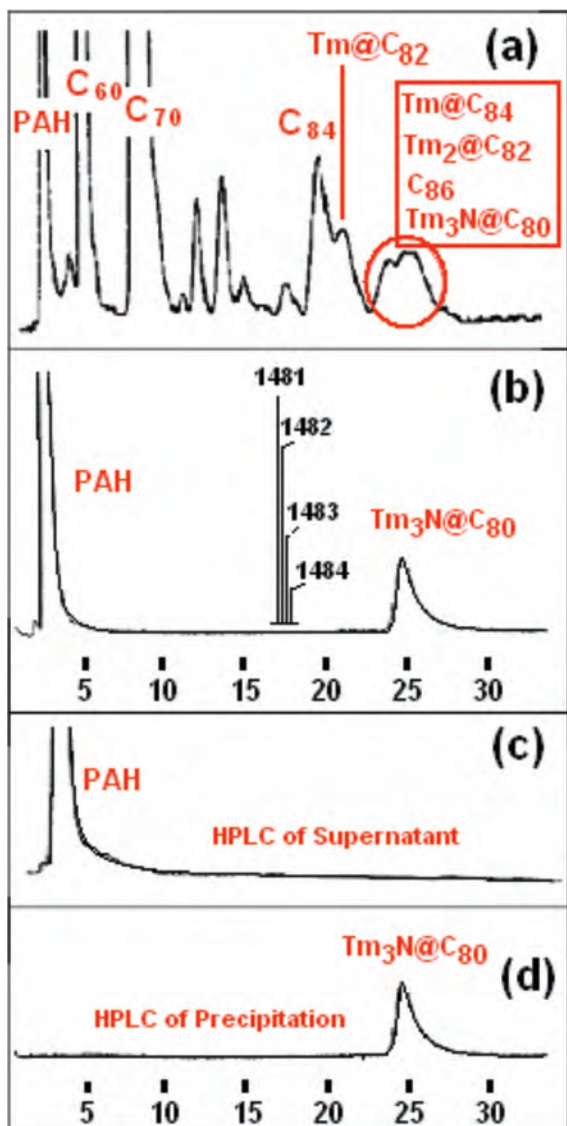 (a)
Tm@C82
Tm@C84
Tm2@C82
C86
Tm3N@C80
C60
PAH
C70
C84
(b)
1481
1482
1483
1484
PAH
Tm3N@C80
5 10 15 20 25 30
(c)
PAH
HPLC of Supernatant
Tm3N@C80
(d)
HPLC of Precipitation
5 10 15 20 25 30